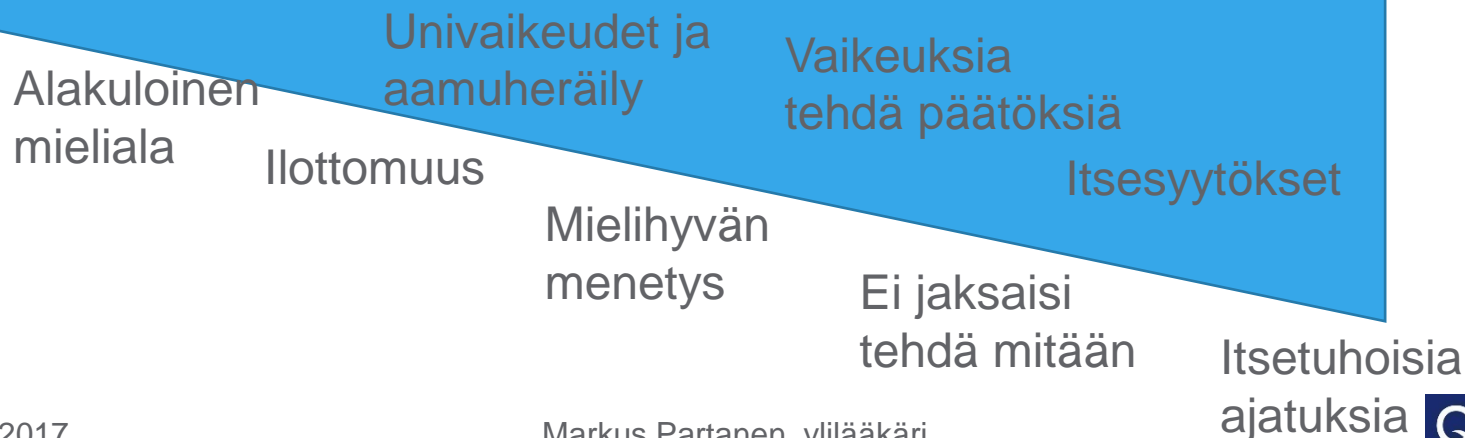 Univaikeudet ja
aamuheräily
Vaikeuksia
tehdä päätöksiä
Alakuloinen
mieliala
Ilottomuus
Itsesyytökset
Mielihyvän
menetys
Ei jaksaisi
tehdä mitään
Itsetuhoisia
ajatuksia
2017
Markus Partanen, ylilääkäri